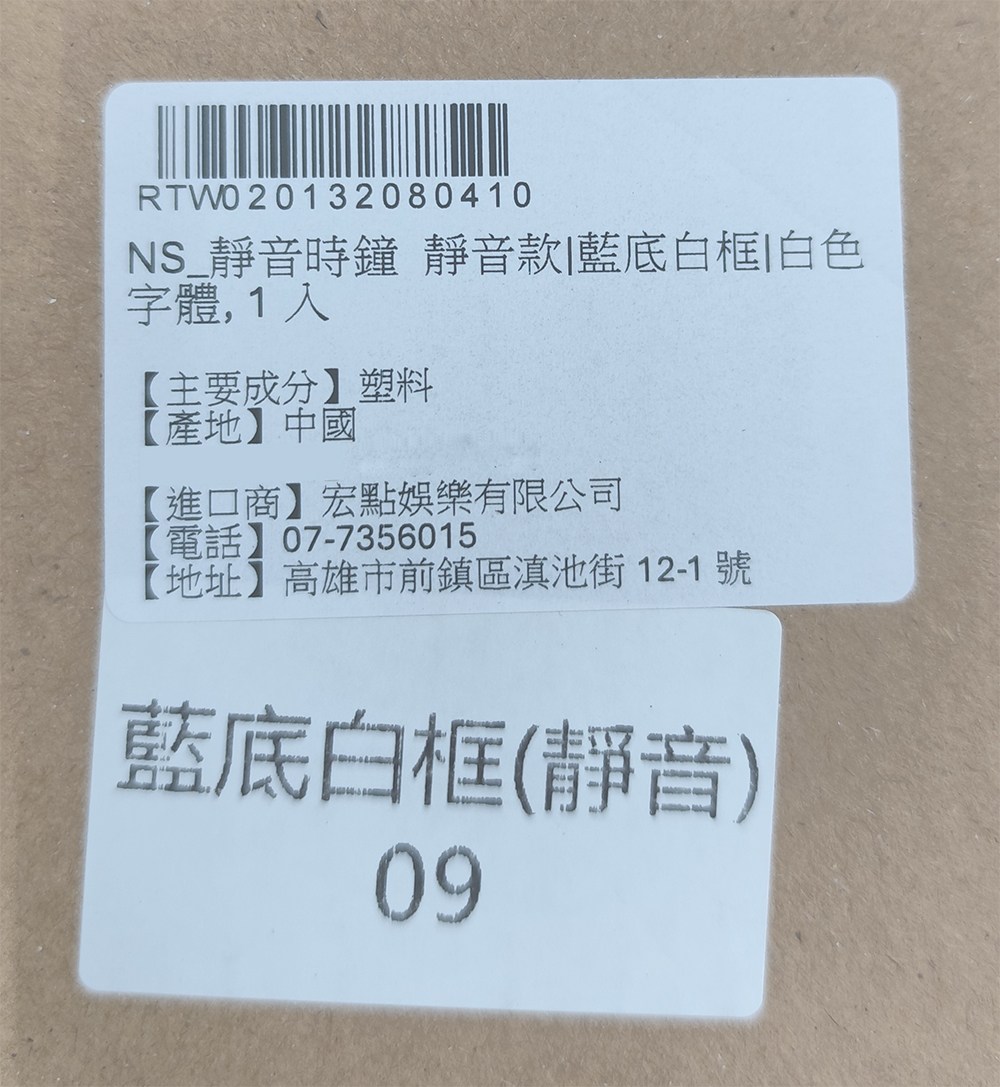 RTW020132080410
NS_靜音時鐘 靜音款|藍底白框|白色
字體, 1 入
【主要成分】塑料
【產地】中國
【進口商】宏點娛樂有限公司
【電話】07-7356015
【地址】高雄市前鎮區滇池街 12-1 號
藍底白框(靜音)
09